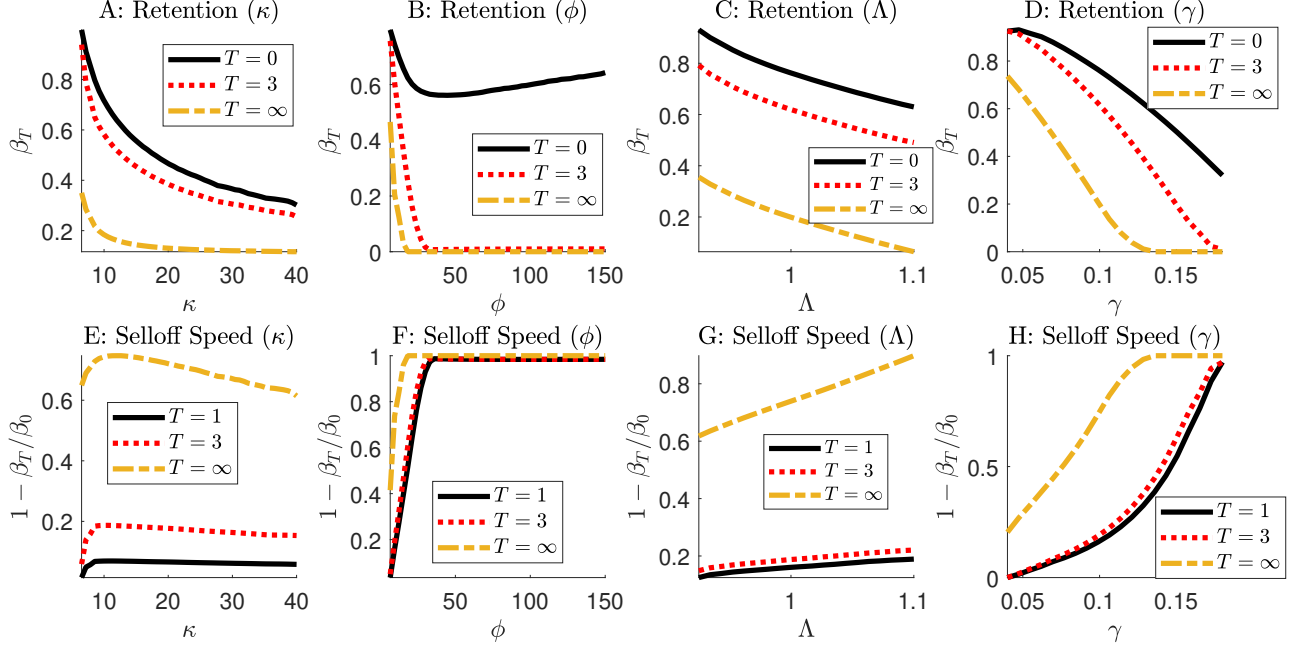 A: Retention (κ)
β_T
0.8
0.6
0.4
0.2
10 20 30 40
κ
T = 0
T = 3
T = ∞
B: Retention (φ)
β_T
0.8
0.6
0.4
0.2
0
50 100 150
φ
T = 0
T = 3
T = ∞
C: Retention (Λ)
β_T
0.8
0.6
0.4
0.2
1 1.1
Λ
T = 0
T = 3
T = ∞
D: Retention (γ)
β_T
0.8
0.6
0.4
0.2
0
0.05 0.1 0.15
γ
T = 0
T = 3
T = ∞
E: Selloff Speed (κ)
1 − β_T/β_0
0.6
0.4
0.2
10 20 30 40
κ
T = 1
T = 3
T = ∞
F: Selloff Speed (φ)
1 − β_T/β_0
1
0.8
0.6
0.4
0.2
50 100 150
φ
T = 1
T = 3
T = ∞
G: Selloff Speed (Λ)
1 − β_T/β_0
0.8
0.6
0.4
0.2
1 1.1
Λ
T = 1
T = 3
T = ∞
H: Selloff Speed (γ)
1 − β_T/β_0
1
0.5
0
0.05 0.1 0.15
γ
T = 1
T = 3
T = ∞